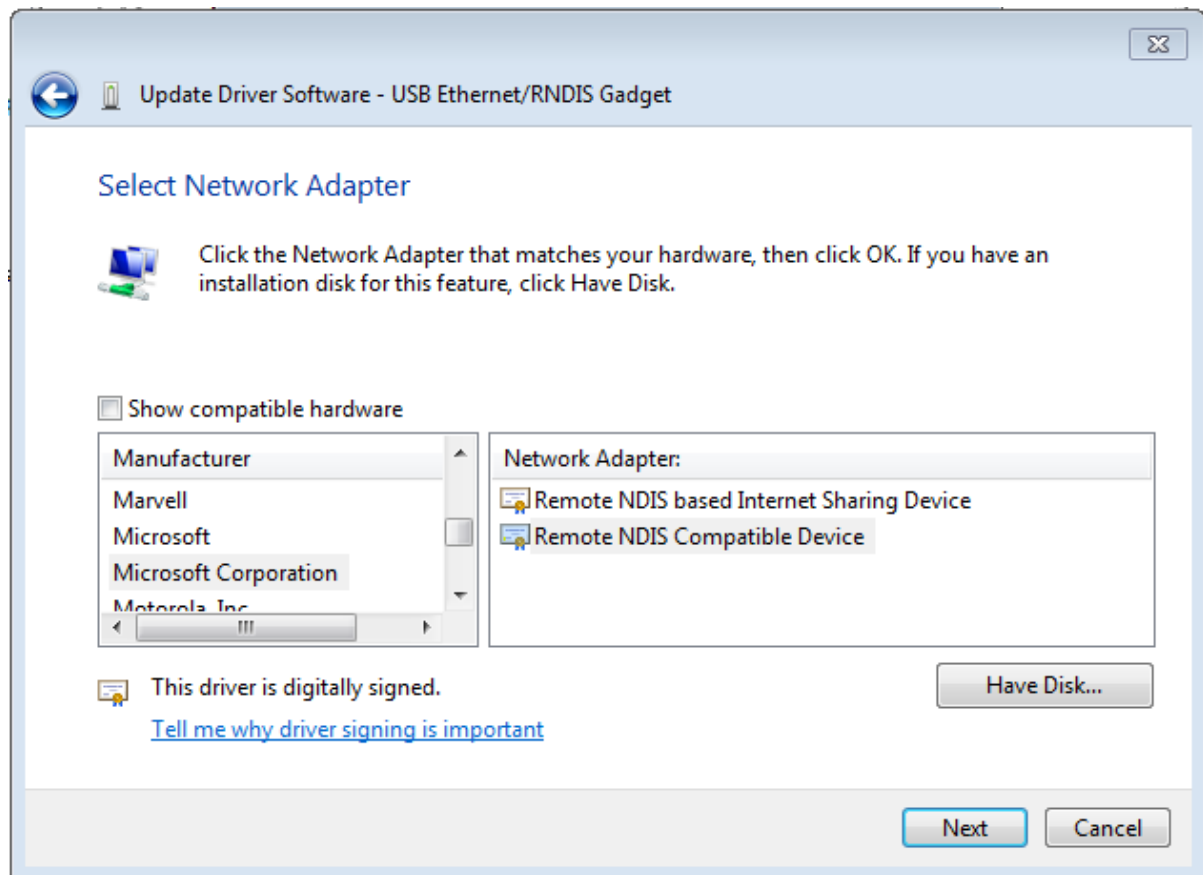 Update Driver Software - USB Ethernet/RNDIS Gadget
Select Network Adapter
Click the Network Adapter that matches your hardware, then click OK. If you have an
installation disk for this feature, click Have Disk.
Show compatible hardware
Manufacturer
Marvell
Microsoft
Microsoft Corporation
Motorola, Inc
Network Adapter:
Remote NDIS based Internet Sharing Device
Remote NDIS Compatible Device
This driver is digitally signed.
Have Disk...
Tell me why driver signing is important
Next
Cancel